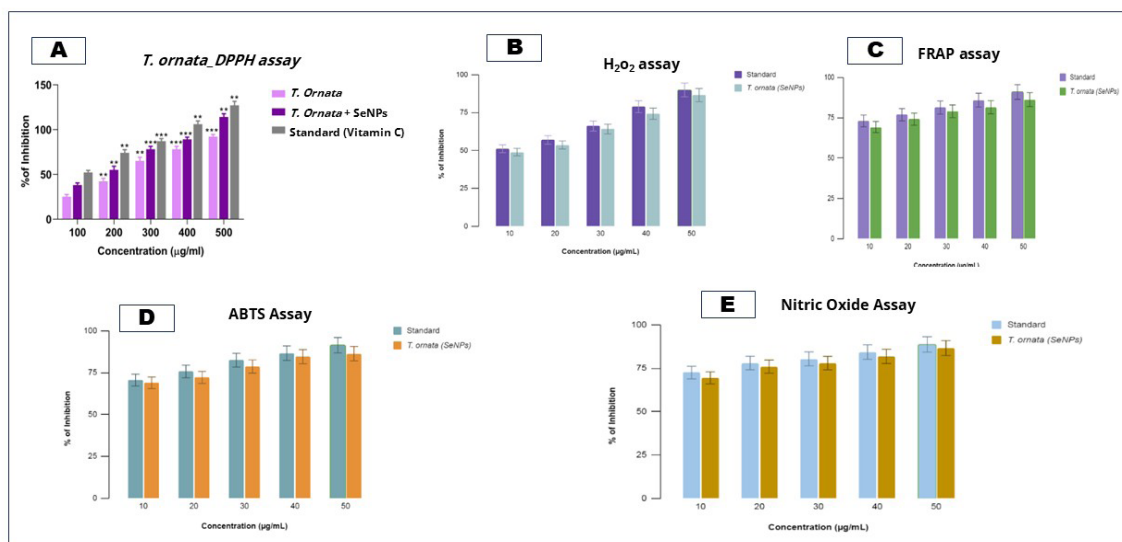 A
T. ornata_DPPH assay
T. Ornata
T. Ornata + SeNPs
Standard (Vitamin C)
%of Inhibition
150
100
50
0
** ** ** *** *** *** *** ** *** ** **
100 200 300 400 500
Concentration (µg/ml)
B
H₂o₂ assay
Standard
T. ornata (SeNPs)
% of Inhibition
100
75
50
25
0
10 20 30 40 50
Concentration (µg/mL)
C
FRAP assay
Standard
T. ornata (SeNPs)
% of Inhibition
100
75
50
25
0
10 20 30 40 50
Concentration (µg/mL)
D
ABTS Assay
Standard
T. ornata (SeNPs)
% of Inhibition
100
75
50
25
0
10 20 30 40 50
Concentration (µg/mL)
E
Nitric Oxide Assay
Standard
T. ornata (SeNPs)
% of Inhibition
100
75
50
25
0
10 20 30 40 50
Concentration (µg/mL)